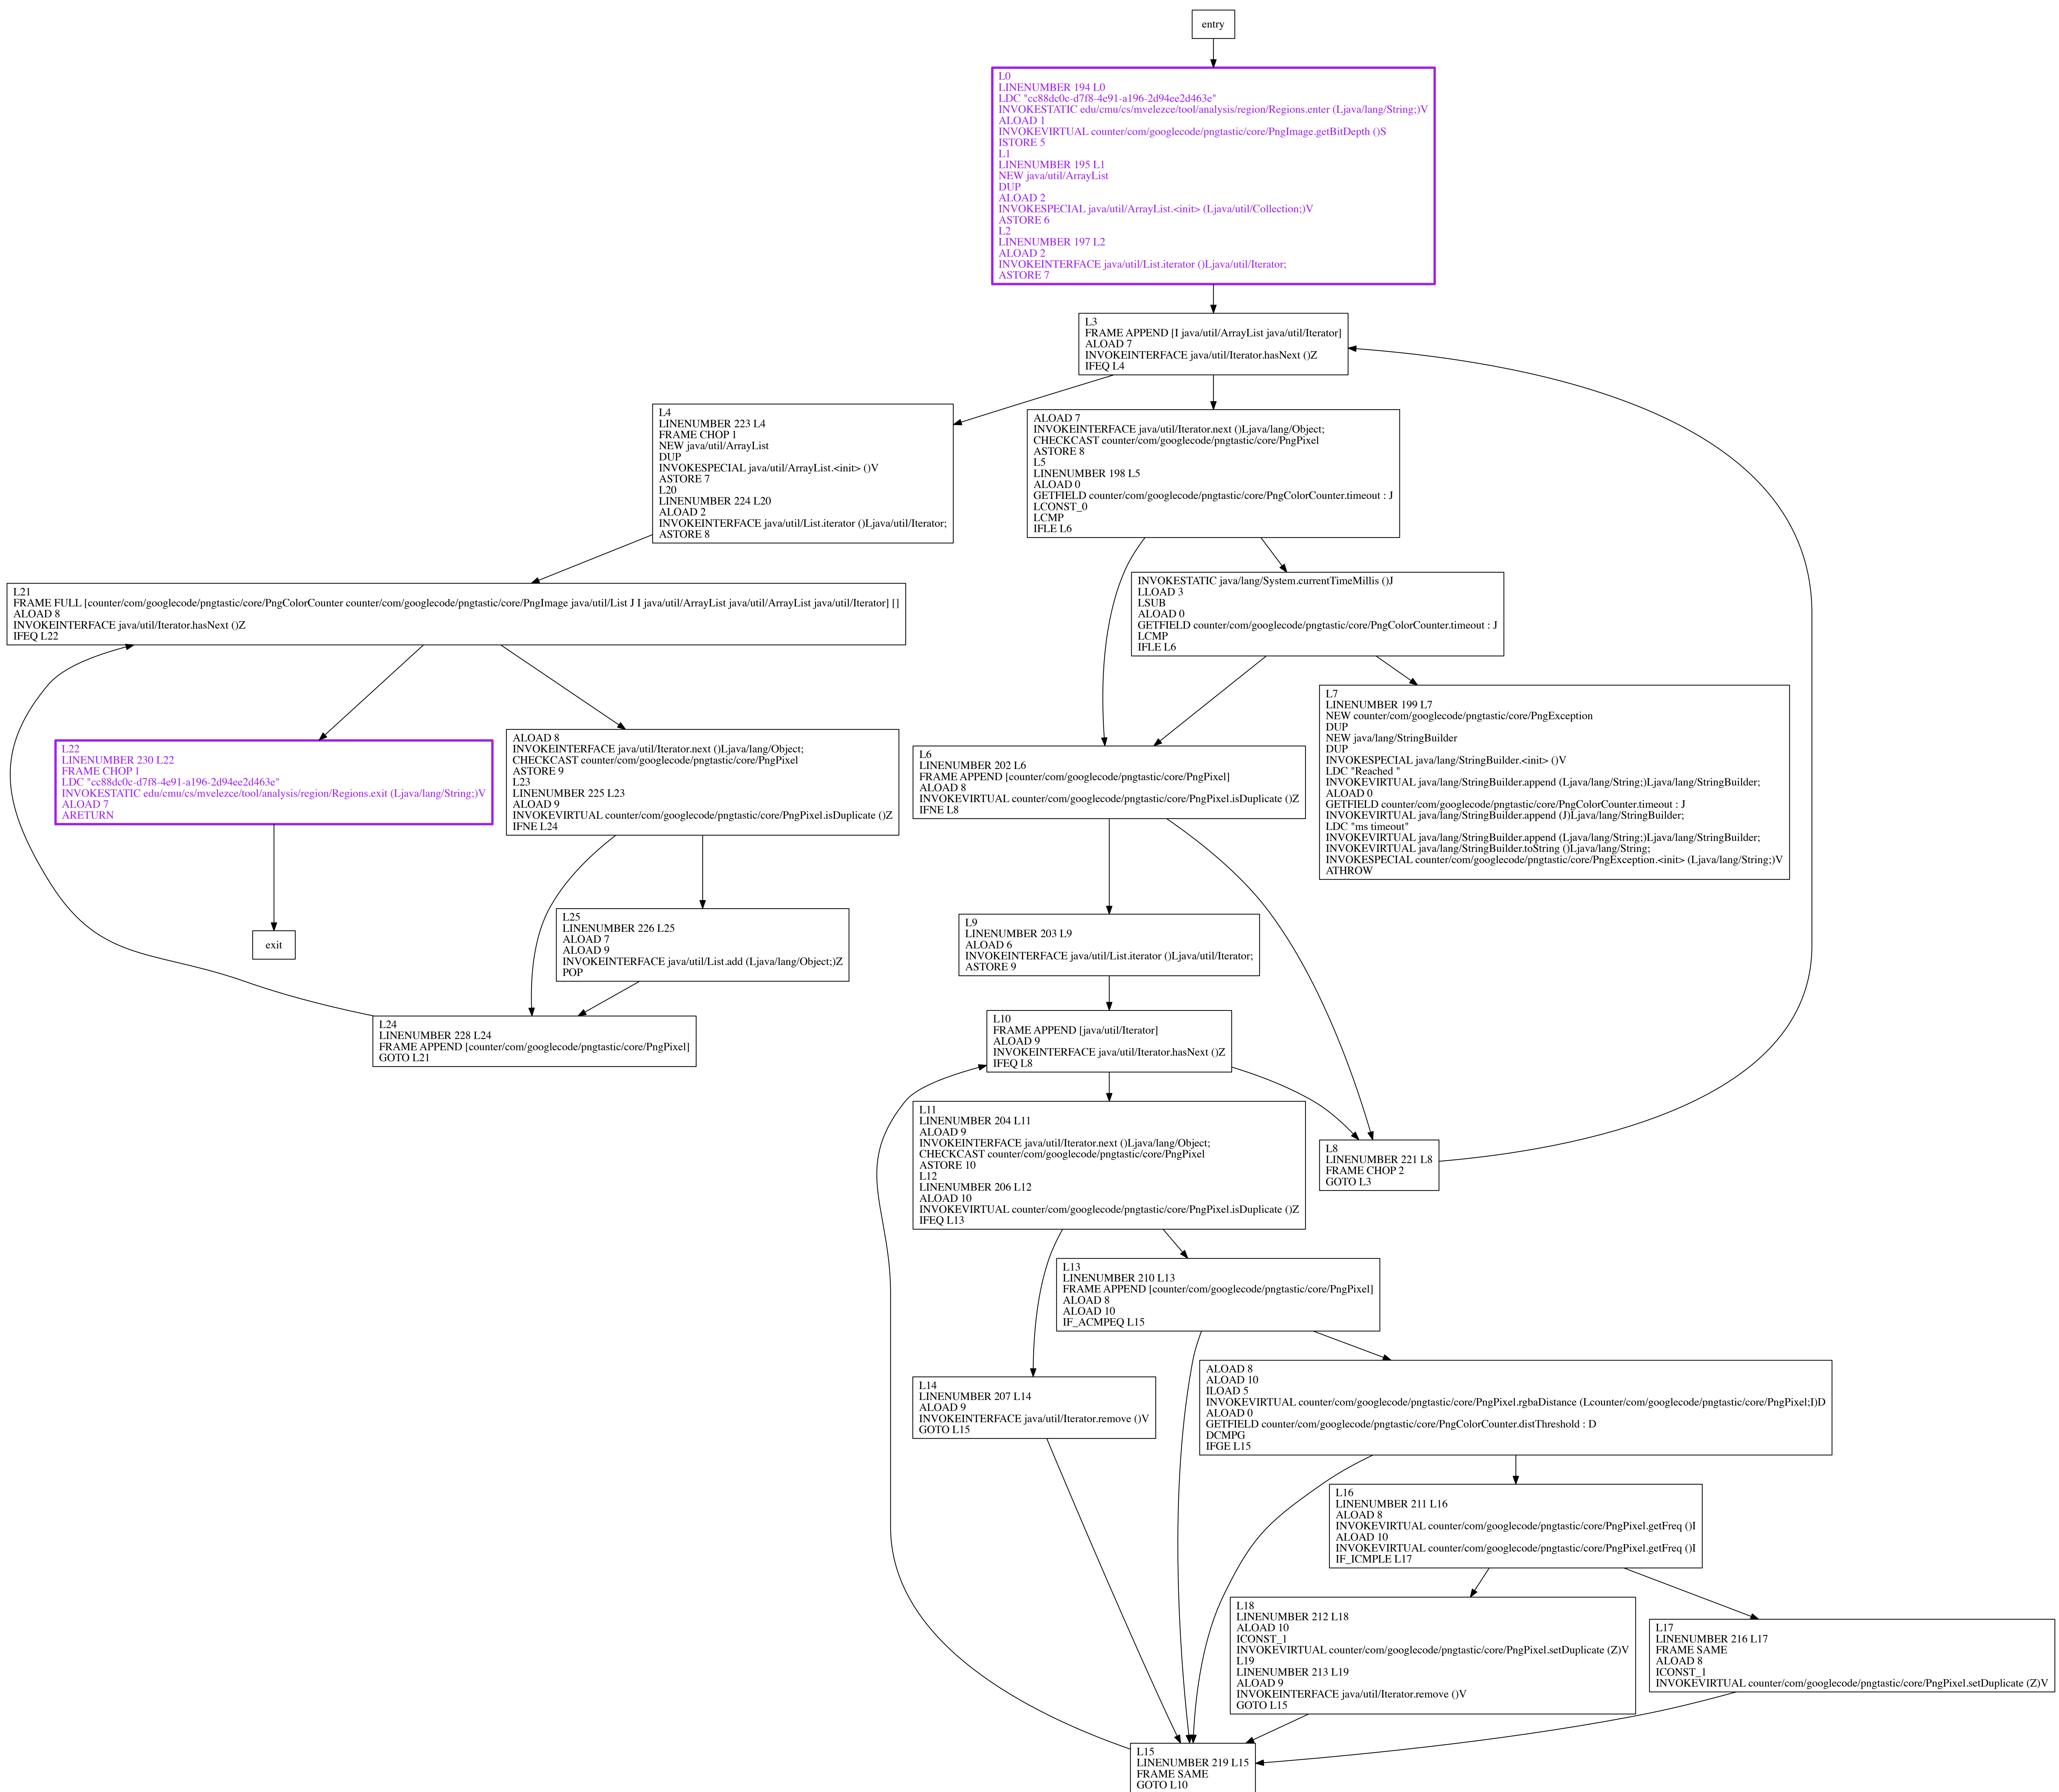 entry
L0
LINENUMBER 194 L0
LDC "cc88dc0c-d7f8-4e91-a196-2d94ee2d463e"
INVOKESTATIC edu/cmu/cs/mvelezce/tool/analysis/region/Regions.enter (Ljava/lang/String;)V
ALOAD 1
INVOKEVIRTUAL counter/com/googlecode/pngtastic/core/PngImage.getBitDepth ()S
ISTORE 5
L1
LINENUMBER 195 L1
NEW java/util/ArrayList
DUP
ALOAD 2
INVOKESPECIAL java/util/ArrayList.<init> (Ljava/util/Collection;)V
ASTORE 6
L2
LINENUMBER 197 L2
ALOAD 2
INVOKEINTERFACE java/util/List.iterator ()Ljava/util/Iterator;
ASTORE 7
L3
FRAME APPEND [I java/util/ArrayList java/util/Iterator]
ALOAD 7
INVOKEINTERFACE java/util/Iterator.hasNext ()Z
IFEQ L4
L4
LINENUMBER 223 L4
FRAME CHOP 1
NEW java/util/ArrayList
DUP
INVOKESPECIAL java/util/ArrayList.<init> ()V
ASTORE 7
L20
LINENUMBER 224 L20
ALOAD 2
INVOKEINTERFACE java/util/List.iterator ()Ljava/util/Iterator;
ASTORE 8
ALOAD 7
INVOKEINTERFACE java/util/Iterator.next ()Ljava/lang/Object;
CHECKCAST counter/com/googlecode/pngtastic/core/PngPixel
ASTORE 8
L5
LINENUMBER 198 L5
ALOAD 0
GETFIELD counter/com/googlecode/pngtastic/core/PngColorCounter.timeout : J
LCONST_0
LCMP
IFLE L6
L21
FRAME FULL [counter/com/googlecode/pngtastic/core/PngColorCounter counter/com/googlecode/pngtastic/core/PngImage java/util/List J I java/util/ArrayList java/util/ArrayList java/util/Iterator] []
ALOAD 8
INVOKEINTERFACE java/util/Iterator.hasNext ()Z
IFEQ L22
INVOKESTATIC java/lang/System.currentTimeMillis ()J
LLOAD 3
LSUB
ALOAD 0
GETFIELD counter/com/googlecode/pngtastic/core/PngColorCounter.timeout : J
LCMP
IFLE L6
L7
LINENUMBER 199 L7
NEW counter/com/googlecode/pngtastic/core/PngException
DUP
NEW java/lang/StringBuilder
DUP
INVOKESPECIAL java/lang/StringBuilder.<init> ()V
LDC "Reached "
INVOKEVIRTUAL java/lang/StringBuilder.append (Ljava/lang/String;)Ljava/lang/StringBuilder;
ALOAD 0
GETFIELD counter/com/googlecode/pngtastic/core/PngColorCounter.timeout : J
INVOKEVIRTUAL java/lang/StringBuilder.append (J)Ljava/lang/StringBuilder;
LDC "ms timeout"
INVOKEVIRTUAL java/lang/StringBuilder.append (Ljava/lang/String;)Ljava/lang/StringBuilder;
INVOKEVIRTUAL java/lang/StringBuilder.toString ()Ljava/lang/String;
INVOKESPECIAL counter/com/googlecode/pngtastic/core/PngException.<init> (Ljava/lang/String;)V
ATHROW
L22
LINENUMBER 230 L22
FRAME CHOP 1
LDC "cc88dc0c-d7f8-4e91-a196-2d94ee2d463e"
INVOKESTATIC edu/cmu/cs/mvelezce/tool/analysis/region/Regions.exit (Ljava/lang/String;)V
ALOAD 7
ARETURN
ALOAD 8
INVOKEINTERFACE java/util/Iterator.next ()Ljava/lang/Object;
CHECKCAST counter/com/googlecode/pngtastic/core/PngPixel
ASTORE 9
L23
LINENUMBER 225 L23
ALOAD 9
INVOKEVIRTUAL counter/com/googlecode/pngtastic/core/PngPixel.isDuplicate ()Z
IFNE L24
L6
LINENUMBER 202 L6
FRAME APPEND [counter/com/googlecode/pngtastic/core/PngPixel]
ALOAD 8
INVOKEVIRTUAL counter/com/googlecode/pngtastic/core/PngPixel.isDuplicate ()Z
IFNE L8
exit
L25
LINENUMBER 226 L25
ALOAD 7
ALOAD 9
INVOKEINTERFACE java/util/List.add (Ljava/lang/Object;)Z
POP
L9
LINENUMBER 203 L9
ALOAD 6
INVOKEINTERFACE java/util/List.iterator ()Ljava/util/Iterator;
ASTORE 9
L24
LINENUMBER 228 L24
FRAME APPEND [counter/com/googlecode/pngtastic/core/PngPixel]
GOTO L21
L10
FRAME APPEND [java/util/Iterator]
ALOAD 9
INVOKEINTERFACE java/util/Iterator.hasNext ()Z
IFEQ L8
L11
LINENUMBER 204 L11
ALOAD 9
INVOKEINTERFACE java/util/Iterator.next ()Ljava/lang/Object;
CHECKCAST counter/com/googlecode/pngtastic/core/PngPixel
ASTORE 10
L12
LINENUMBER 206 L12
ALOAD 10
INVOKEVIRTUAL counter/com/googlecode/pngtastic/core/PngPixel.isDuplicate ()Z
IFEQ L13
L8
LINENUMBER 221 L8
FRAME CHOP 2
GOTO L3
L13
LINENUMBER 210 L13
FRAME APPEND [counter/com/googlecode/pngtastic/core/PngPixel]
ALOAD 8
ALOAD 10
IF_ACMPEQ L15
L14
LINENUMBER 207 L14
ALOAD 9
INVOKEINTERFACE java/util/Iterator.remove ()V
GOTO L15
ALOAD 8
ALOAD 10
ILOAD 5
INVOKEVIRTUAL counter/com/googlecode/pngtastic/core/PngPixel.rgbaDistance (Lcounter/com/googlecode/pngtastic/core/PngPixel;I)D
ALOAD 0
GETFIELD counter/com/googlecode/pngtastic/core/PngColorCounter.distThreshold : D
DCMPG
IFGE L15
L16
LINENUMBER 211 L16
ALOAD 8
INVOKEVIRTUAL counter/com/googlecode/pngtastic/core/PngPixel.getFreq ()I
ALOAD 10
INVOKEVIRTUAL counter/com/googlecode/pngtastic/core/PngPixel.getFreq ()I
IF_ICMPLE L17
L18
LINENUMBER 212 L18
ALOAD 10
ICONST_1
INVOKEVIRTUAL counter/com/googlecode/pngtastic/core/PngPixel.setDuplicate (Z)V
L19
LINENUMBER 213 L19
ALOAD 9
INVOKEINTERFACE java/util/Iterator.remove ()V
GOTO L15
L17
LINENUMBER 216 L17
FRAME SAME
ALOAD 8
ICONST_1
INVOKEVIRTUAL counter/com/googlecode/pngtastic/core/PngPixel.setDuplicate (Z)V
L15
LINENUMBER 219 L15
FRAME SAME
GOTO L10